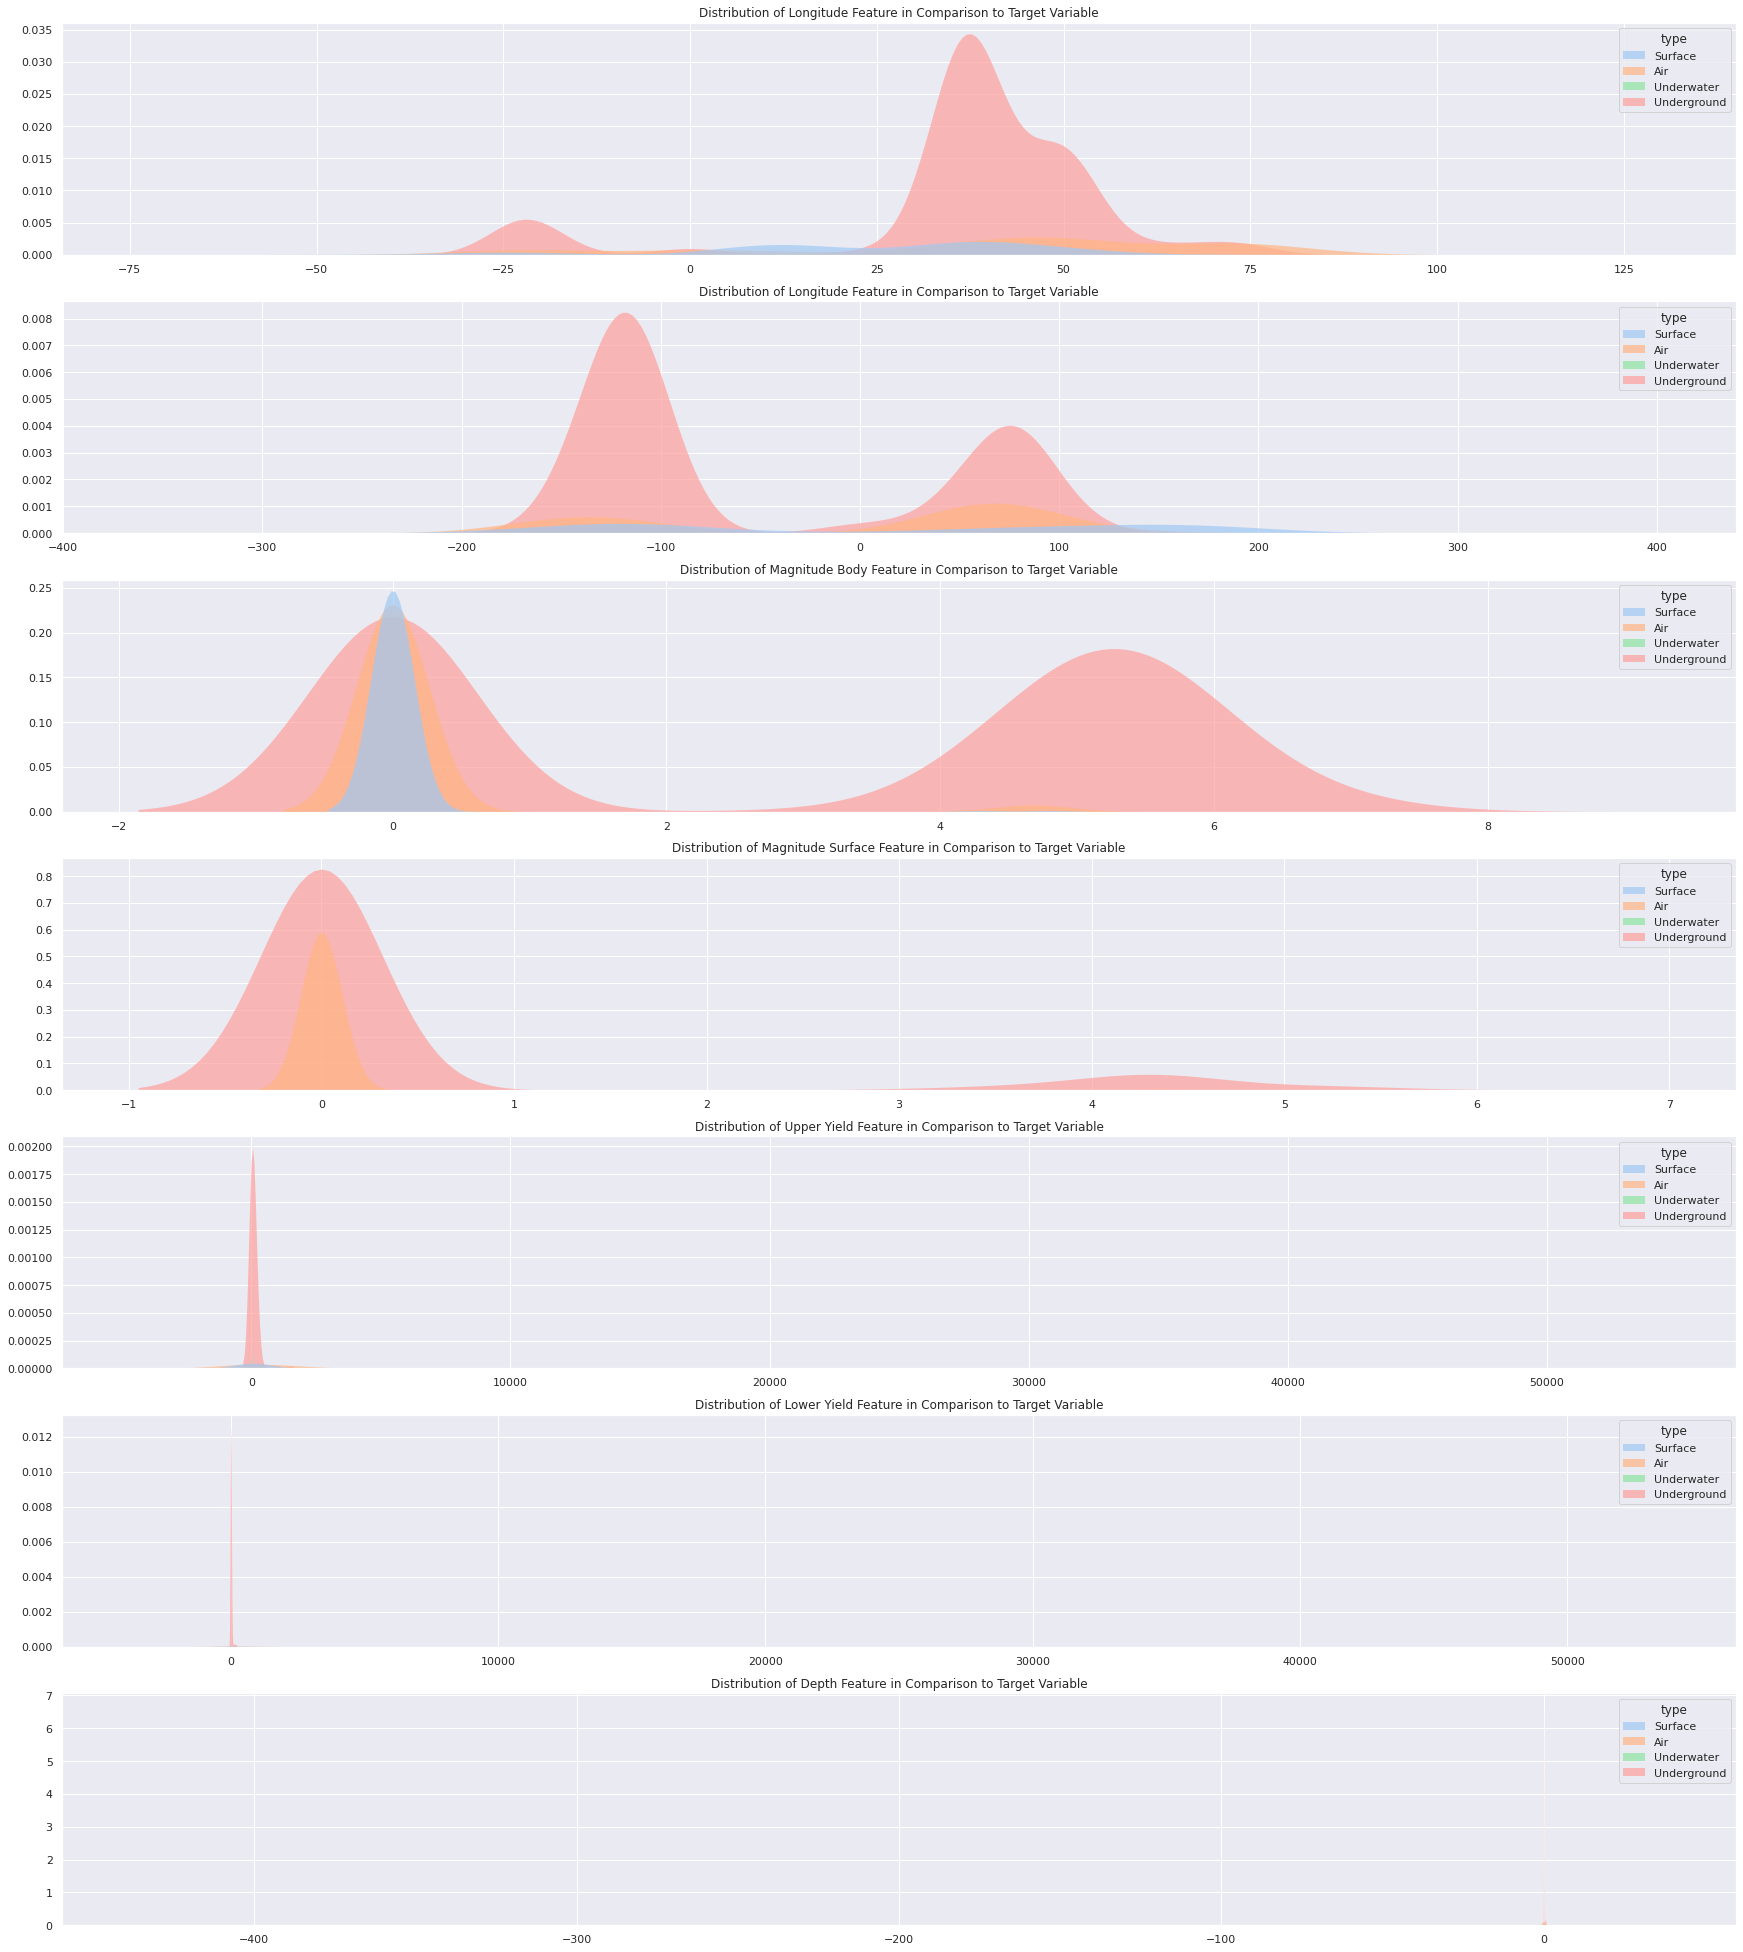 Distribution of Longitude Feature in Comparison to Target Variable
0.035
0.030
0.025
0.020
0.015
0.010
0.005
0.000
−75 −50 −25 0 25 50 75 100 125
type
Surface
Air
Underwater
Underground
Distribution of Longitude Feature in Comparison to Target Variable
0.008
0.007
0.006
0.005
0.004
0.003
0.002
0.001
0.000
−400 −300 −200 −100 0 100 200 300 400
type
Surface
Air
Underwater
Underground
Distribution of Magnitude Body Feature in Comparison to Target Variable
0.25
0.20
0.15
0.10
0.05
0.00
−2 0 2 4 6 8
type
Surface
Air
Underwater
Underground
Distribution of Magnitude Surface Feature in Comparison to Target Variable
0.8
0.7
0.6
0.5
0.4
0.3
0.2
0.1
0.0
−1 0 1 2 3 4 5 6 7
type
Surface
Air
Underwater
Underground
Distribution of Upper Yield Feature in Comparison to Target Variable
0.00200
0.00175
0.00150
0.00125
0.00100
0.00075
0.00050
0.00025
0.00000
0 10000 20000 30000 40000 50000
type
Surface
Air
Underwater
Underground
Distribution of Lower Yield Feature in Comparison to Target Variable
0.012
0.010
0.008
0.006
0.004
0.002
0.000
0 10000 20000 30000 40000 50000
type
Surface
Air
Underwater
Underground
Distribution of Depth Feature in Comparison to Target Variable
7
6
5
4
3
2
1
0
−400 −300 −200 −100 0
type
Surface
Air
Underwater
Underground